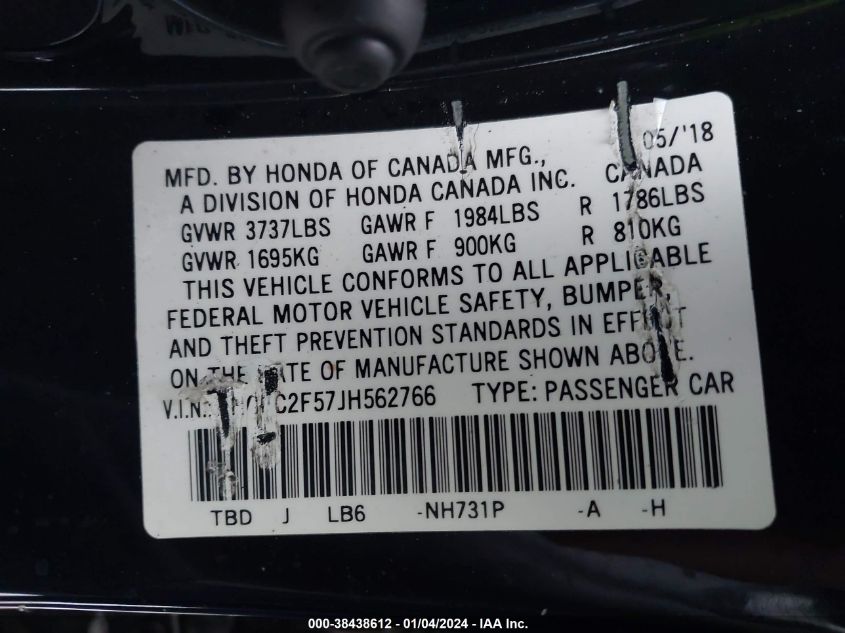 MFD. BY HONDA OF CANADA MFG., 05/'18
A DIVISION OF HONDA CANADA INC. CANADA
GVWR 3737LBS GAWR F 1984LBS R 1786LBS
GVWR 1695KG GAWR F 900KG R 810KG
THIS VEHICLE CONFORMS TO ALL APPLICABLE
FEDERAL MOTOR VEHICLE SAFETY, BUMPER,
AND THEFT PREVENTION STANDARDS IN EFFECT
ON THE DATE OF MANUFACTURE SHOWN ABOVE.
V.I.N.: C2F57JH562766 TYPE: PASSENGER CAR
TBD J LB6 -NH731P -A -H
000-38438612 - 01/04/2024 - IAA Inc.